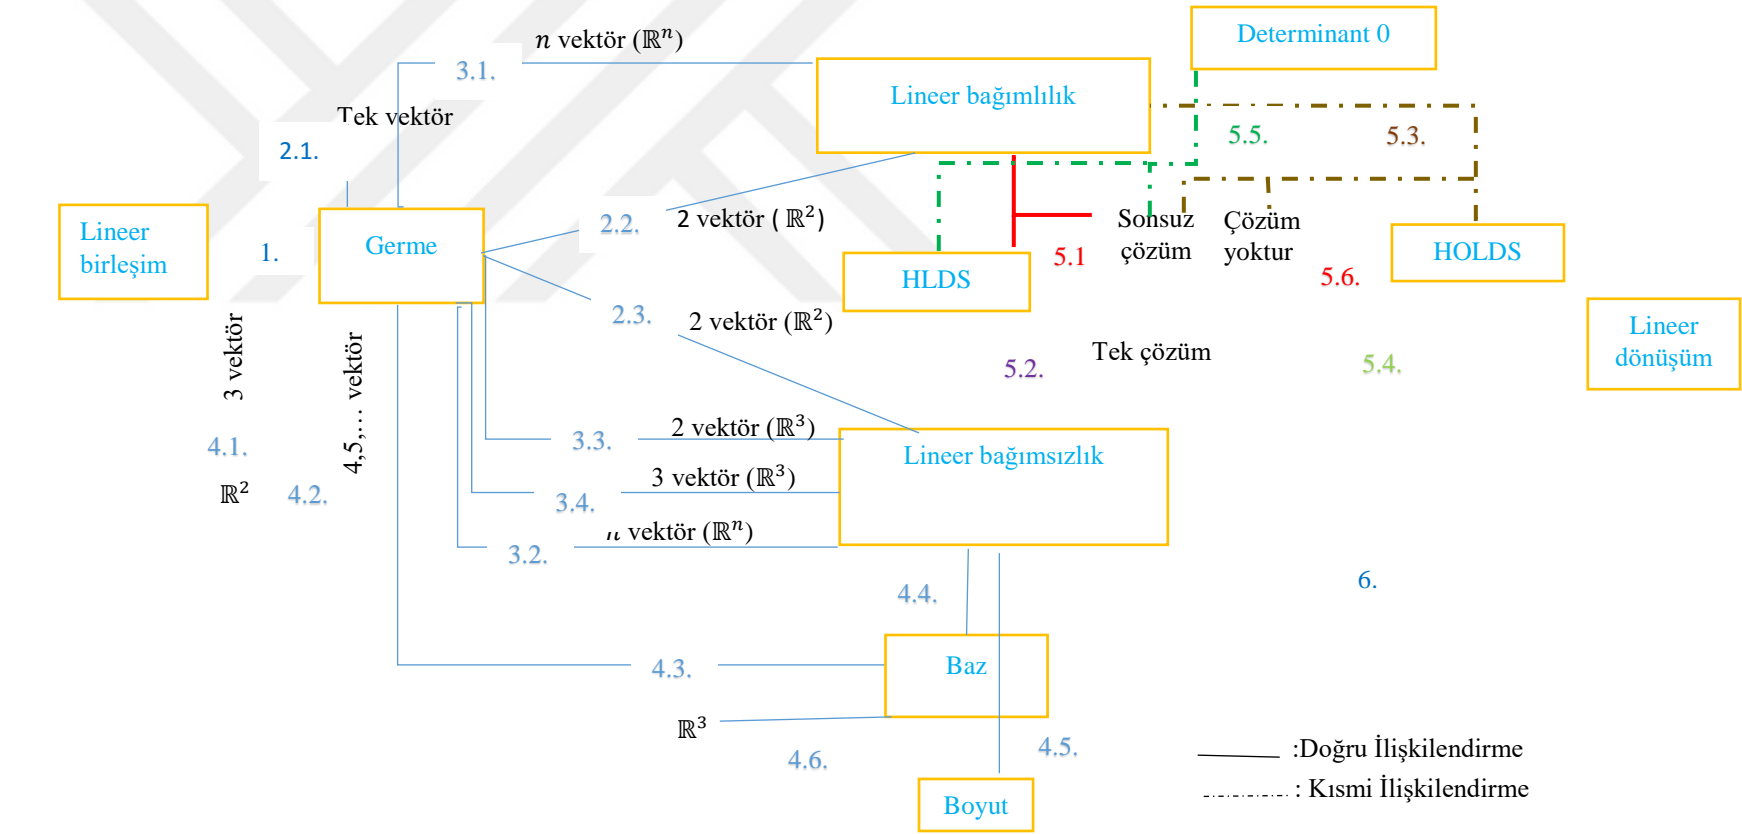 Determinant 0
n vektör (ℝⁿ)
3.1.
Lineer bağımlılık
Tek vektör
2.1.
5.5.
5.3.
Lineer
birleşim
1.
Germe
2.2.
2 vektör ( ℝ²)
Sonsuz
çözüm
Çözüm
yoktur
5.1
HLDS
5.6.
HOLDS
2.3.
2 vektör (ℝ²)
Lineer
dönüşüm
3 vektör
4,5,… vektör
5.2.
Tek çözüm
5.4.
4.1.
ℝ²
4.2.
3.3.
2 vektör (ℝ³)
Lineer bağımsızlık
3.4.
3 vektör (ℝ³)
3.2.
n vektör (ℝⁿ)
4.4.
6.
4.3.
Baz
ℝ³
4.6.
4.5.
Boyut
:Doğru İlişkilendirme
: Kısmi İlişkilendirme